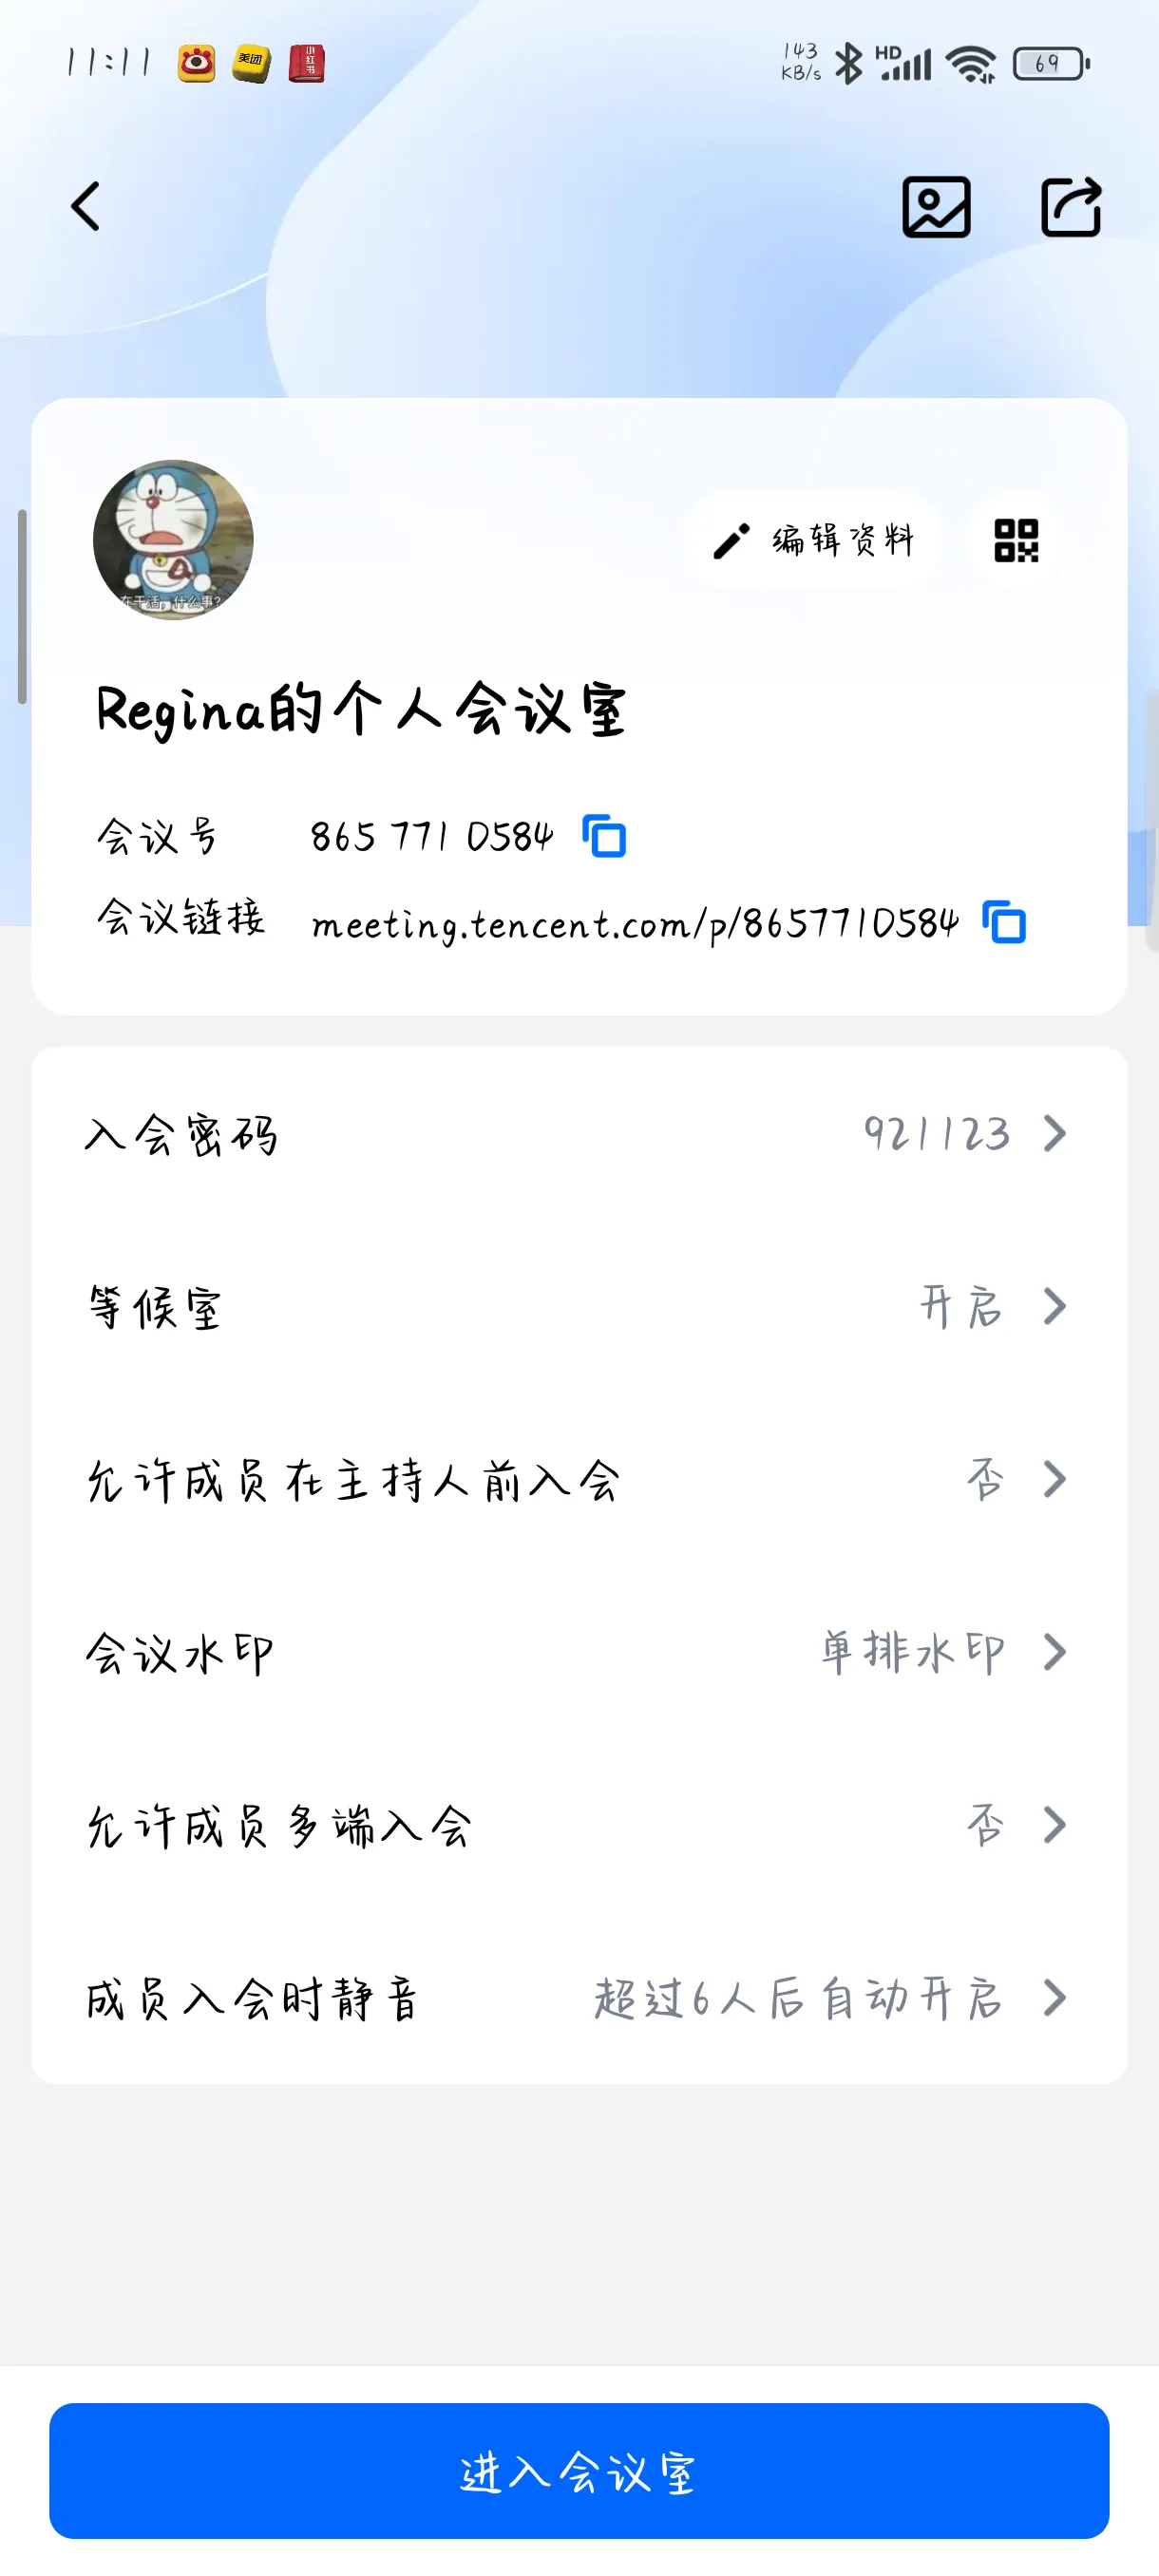 11:11 美团 小红书 143 KB/s HD 69
在干活，什么事?
编辑资料
Regina的个人会议室
会议号 865 771 0584
会议链接 meeting.tencent.com/p/8657710584
入会密码 921123
等候室 开启
允许成员在主持人前入会 否
会议水印 单排水印
允许成员多端入会 否
成员入会时静音 超过6人后自动开启
进入会议室